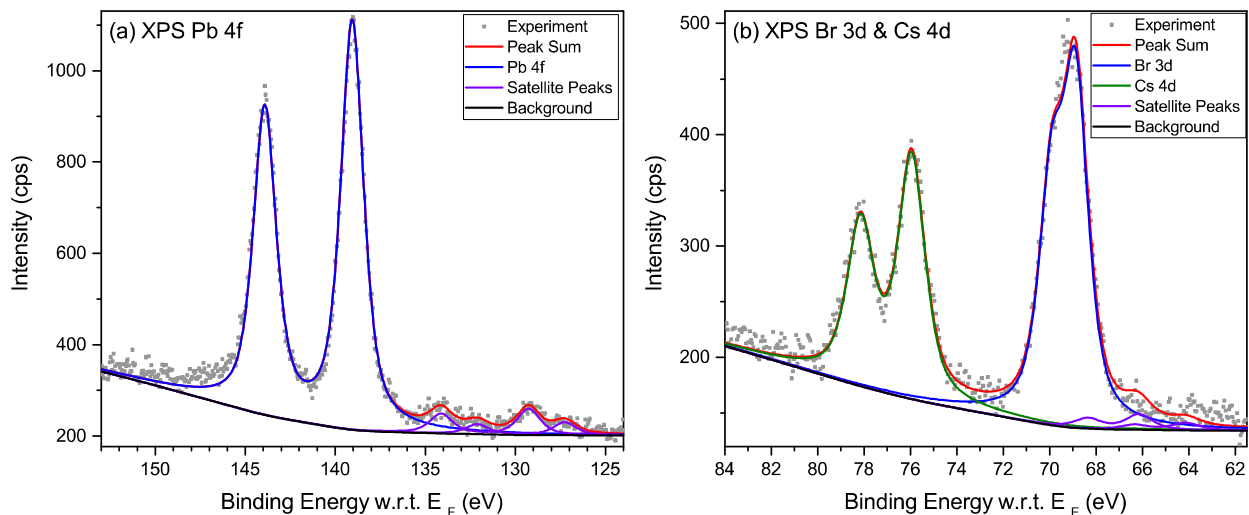 (a) XPS Pb 4f
Experiment
Peak Sum
Pb 4f
Satellite Peaks
Background
Intensity (cps)
1000
800
600
400
200
150
145
140
135
130
125
Binding Energy w.r.t. E F (eV)
(b) XPS Br 3d & Cs 4d
Experiment
Peak Sum
Br 3d
Cs 4d
Satellite Peaks
Background
Intensity (cps)
500
400
300
200
84
82
80
78
76
74
72
70
68
66
64
62
Binding Energy w.r.t. E F (eV)